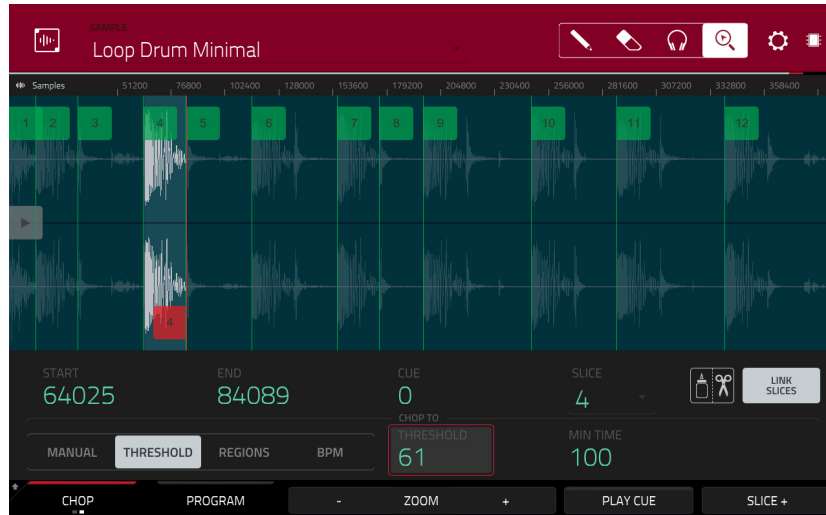 SAMPLE
Loop Drum Minimal
Samples 51200 76800 102400 128000 153600 179200 204800 230400 256000 281600 307200 332800 358400
1 2 3 4 5 6 7 8 9 10 11 12
4
START END CUE SLICE
64025 84089 0 4
LINK
SLICES
CHOP TO
THRESHOLD MIN TIME
MANUAL THRESHOLD REGIONS BPM 61 100
CHOP PROGRAM - ZOOM + PLAY CUE SLICE +